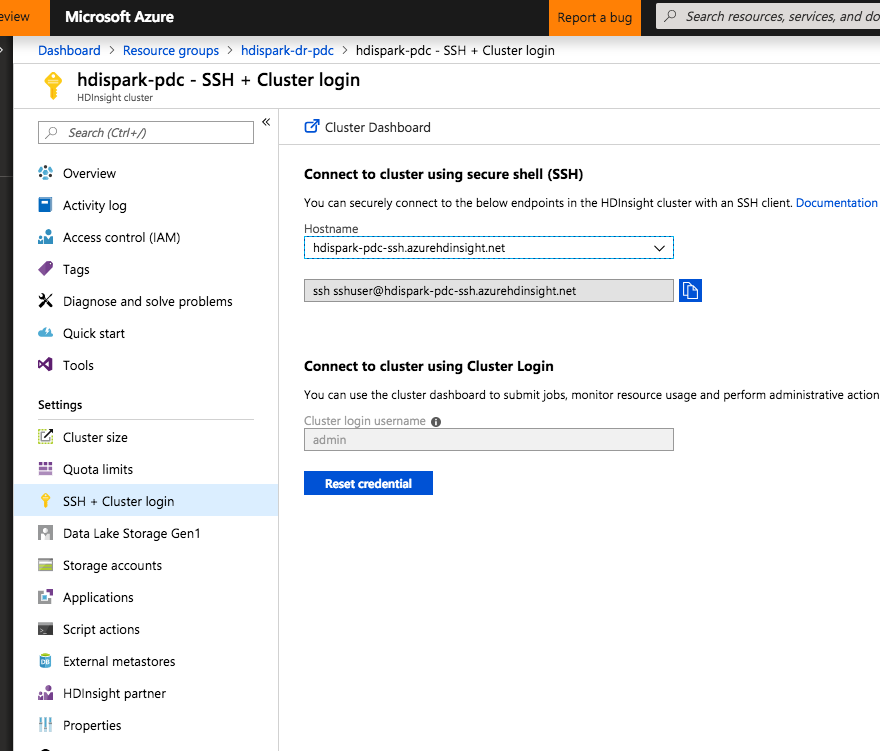 eview
Microsoft Azure
Report a bug
Search resources, services, and do
Dashboard > Resource groups > hdispark-dr-pdc > hdispark-pdc - SSH + Cluster login
hdispark-pdc - SSH + Cluster login
HDInsight cluster
Search (Ctrl+/)
«
Overview
Activity log
Access control (IAM)
Tags
Diagnose and solve problems
Quick start
Tools
Settings
Cluster size
Quota limits
SSH + Cluster login
Data Lake Storage Gen1
Storage accounts
Applications
Script actions
External metastores
HDInsight partner
Properties
Cluster Dashboard
Connect to cluster using secure shell (SSH)
You can securely connect to the below endpoints in the HDInsight cluster with an SSH client. Documentation
Hostname
hdispark-pdc-ssh.azurehdinsight.net
ssh sshuser@hdispark-pdc-ssh.azurehdinsight.net
Connect to cluster using Cluster Login
You can use the cluster dashboard to submit jobs, monitor resource usage and perform administrative action
Cluster login username
admin
Reset credential